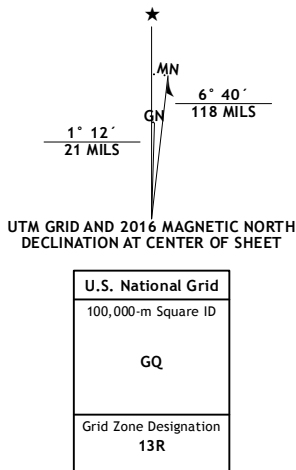 ★
MN
GN
6° 40´
118 MILS
1° 12´
21 MILS
UTM GRID AND 2016 MAGNETIC NORTH
DECLINATION AT CENTER OF SHEET
U.S. National Grid
100,000-m Square ID
GQ
Grid Zone Designation
13R